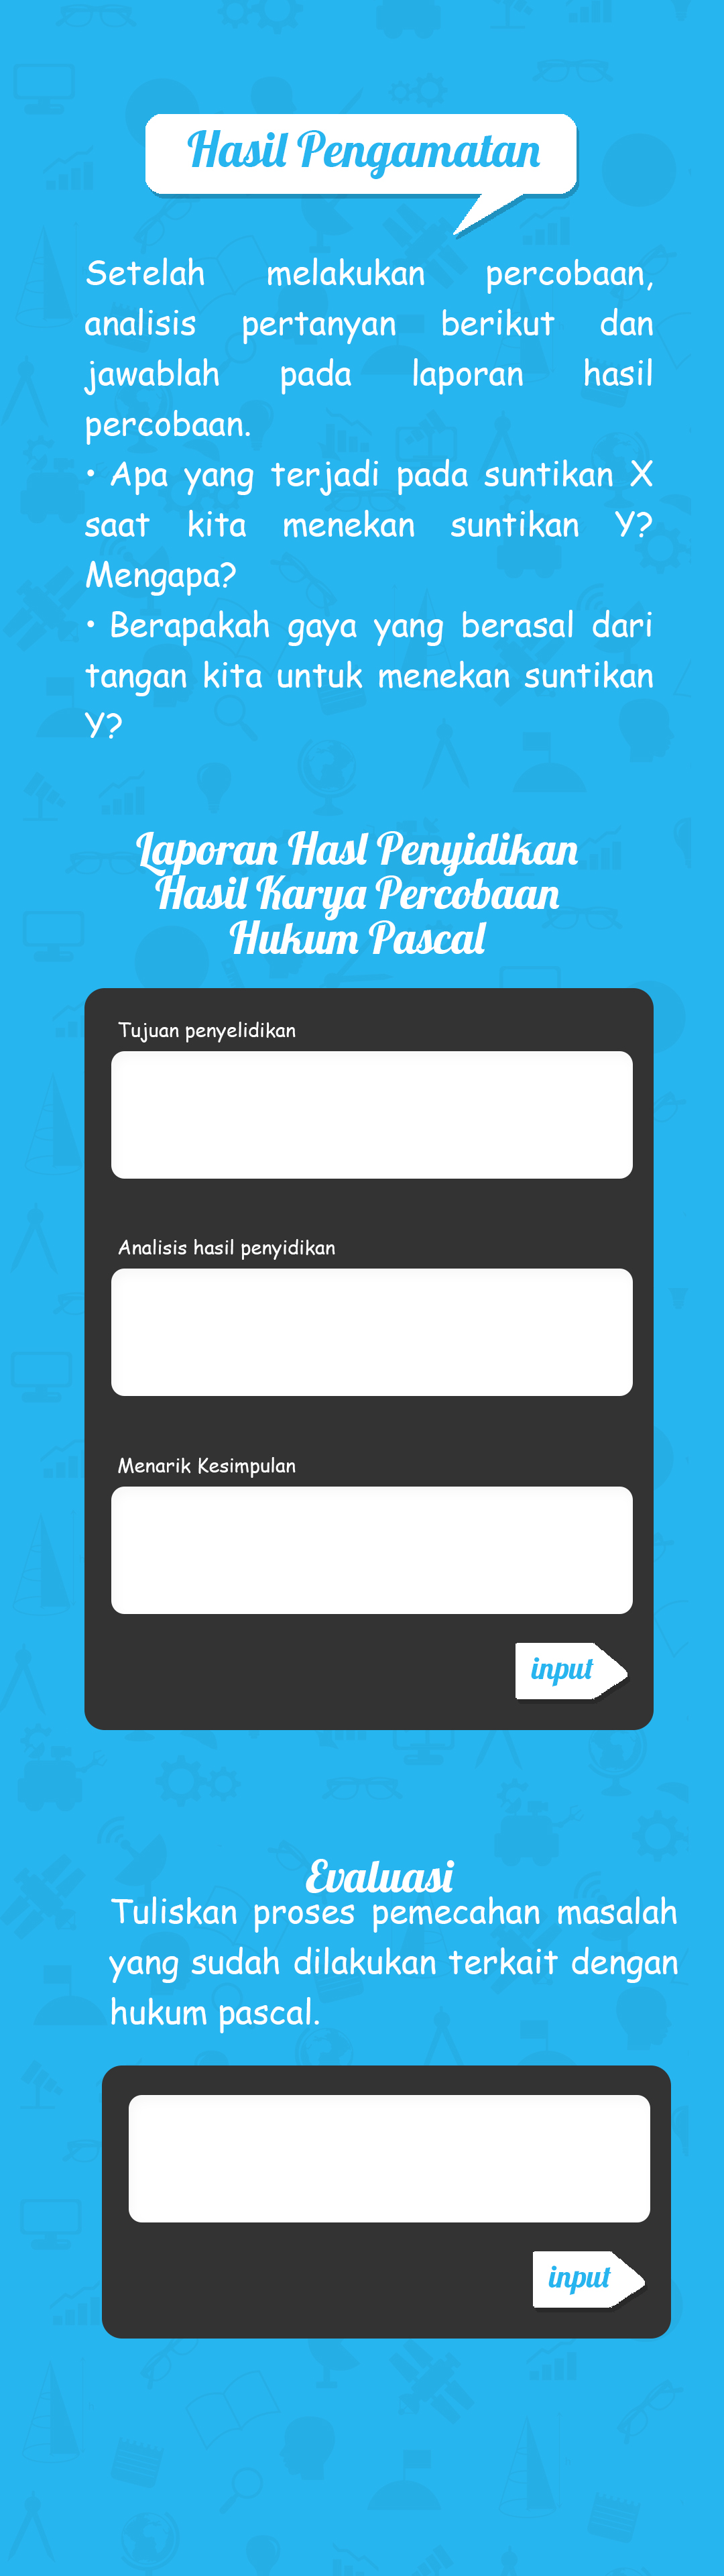 Hasil Pengamatan
Setelah melakukan percobaan,
analisis pertanyan berikut dan
jawablah pada laporan hasil
percobaan.
• Apa yang terjadi pada suntikan X
saat kita menekan suntikan Y?
Mengapa?
• Berapakah gaya yang berasal dari
tangan kita untuk menekan suntikan
Y?
Laporan Hasl Penyidikan
Hasil Karya Percobaan
Hukum Pascal
Tujuan penyelidikan
Analisis hasil penyidikan
Menarik Kesimpulan
input
Evaluasi
Tuliskan proses pemecahan masalah
yang sudah dilakukan terkait dengan
hukum pascal.
input